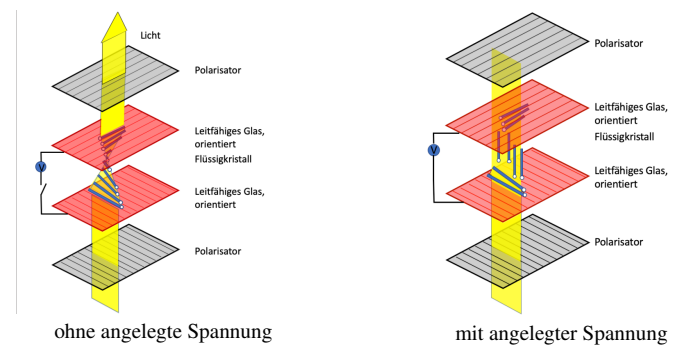 Licht
Polarisator
Leitfähiges Glas,
orientiert
Flüssigkristall
V
Leitfähiges Glas,
orientiert
Polarisator
ohne angelegte Spannung
Polarisator
Leitfähiges Glas,
orientiert
Flüssigkristall
V
Leitfähiges Glas,
orientiert
Polarisator
mit angelegter Spannung